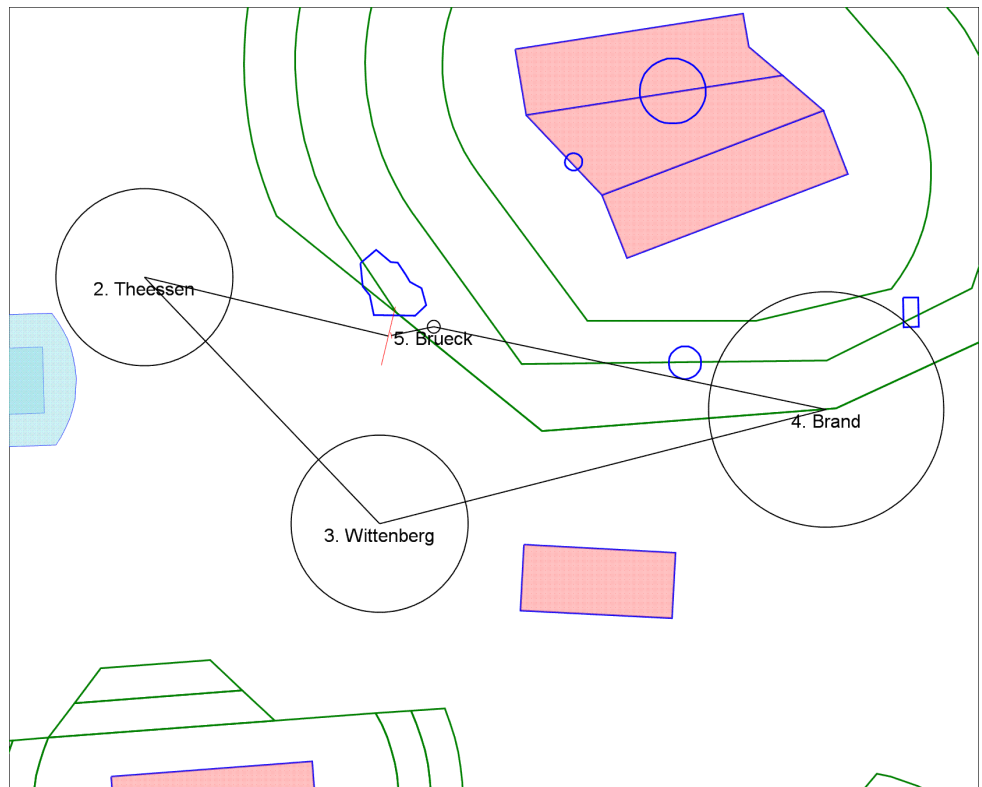 2. Theessen
5. Brueck
4. Brand
3. Wittenberg